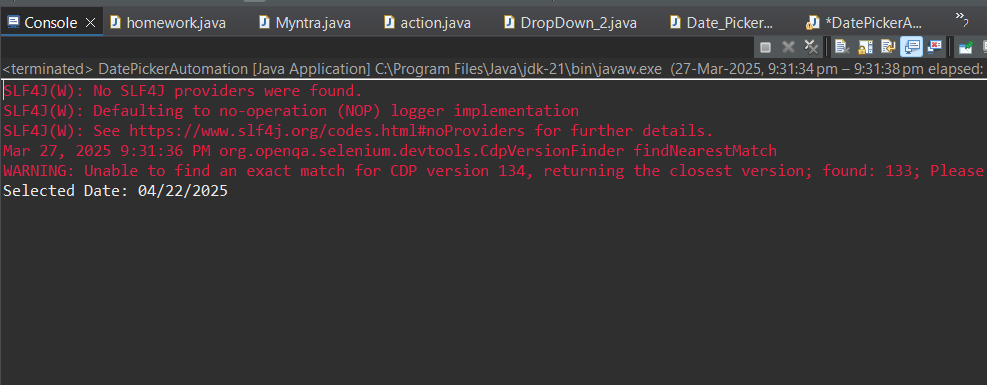 Console homework.java Myntra.java action.java DropDown_2.java Date_Picker... *DatePickerA... »2
<terminated> DatePickerAutomation [Java Application] C:\Program Files\Java\jdk-21\bin\javaw.exe (27-Mar-2025, 9:31:34 pm – 9:31:38 pm elapsed:
SLF4J(W): No SLF4J providers were found.
SLF4J(W): Defaulting to no-operation (NOP) logger implementation
SLF4J(W): See https://www.slf4j.org/codes.html#noProviders for further details.
Mar 27, 2025 9:31:36 PM org.openqa.selenium.devtools.CdpVersionFinder findNearestMatch
WARNING: Unable to find an exact match for CDP version 134, returning the closest version; found: 133; Please
Selected Date: 04/22/2025